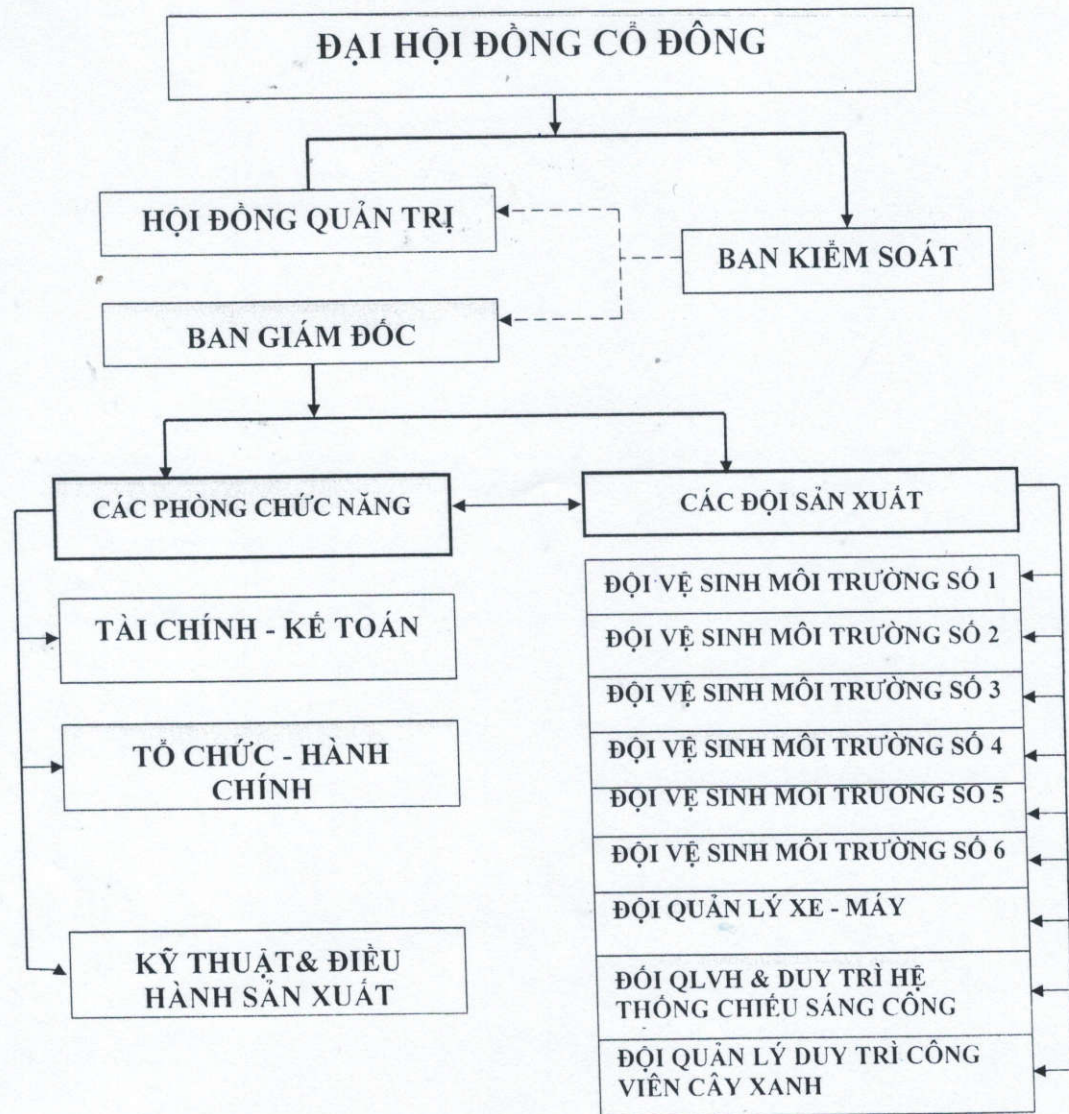 ĐẠI HỘI ĐỒNG CỔ ĐÔNG
HỘI ĐỒNG QUẢN TRỊ
BAN KIỂM SOÁT
BAN GIÁM ĐỐC
CÁC PHÒNG CHỨC NĂNG
TÀI CHÍNH - KẾ TOÁN
TỔ CHỨC - HÀNH
CHÍNH
KỸ THUẬT& ĐIỀU
HÀNH SẢN XUẤT
CÁC ĐỘI SẢN XUẤT
ĐỘI VỆ SINH MÔI TRƯỜNG SỐ 1
ĐỘI VỆ SINH MÔI TRƯỜNG SỐ 2
ĐỘI VỆ SINH MÔI TRƯỜNG SỐ 3
ĐỘI VỆ SINH MÔI TRƯỜNG SỐ 4
ĐỘI VỆ SINH MÔI TRƯỜNG SỐ 5
ĐỘI VỆ SINH MÔI TRƯỜNG SỐ 6
ĐỘI QUẢN LÝ XE - MÁY
ĐỐI QLVH & DUY TRÌ HỆ
THỐNG CHIẾU SÁNG CÔNG
ĐỘI QUẢN LÝ DUY TRÌ CÔNG
VIÊN CÂY XANH